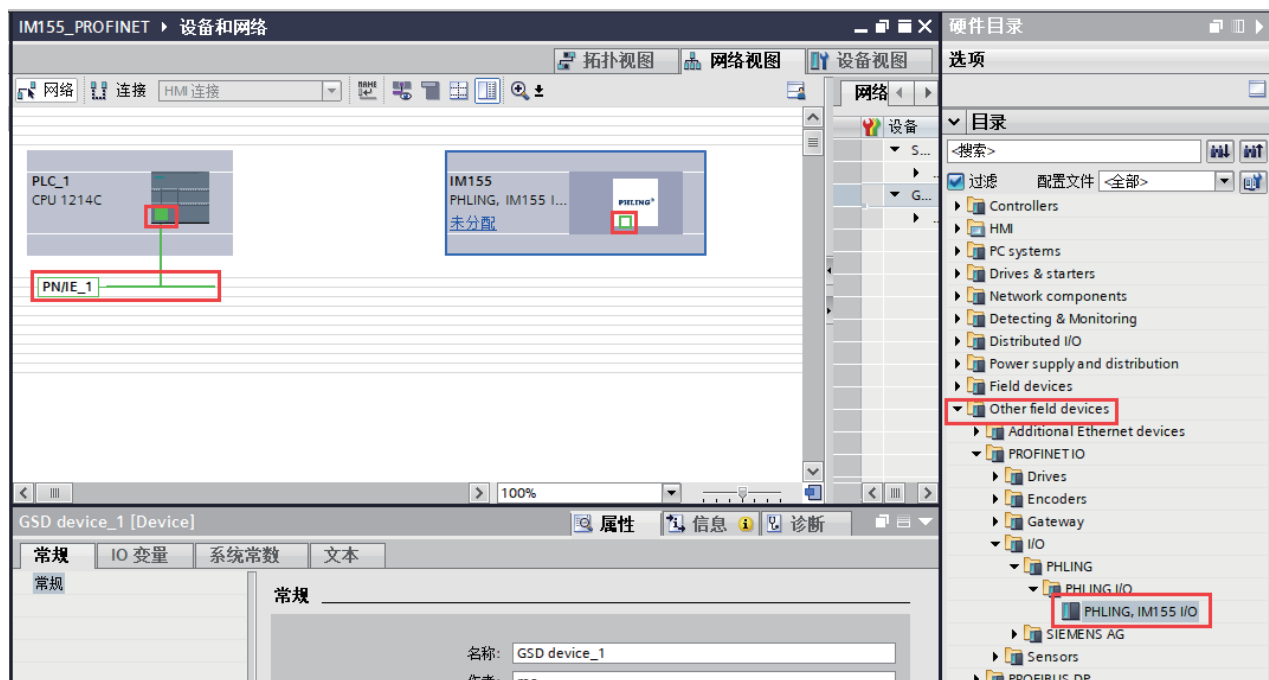 IM155_PROFINET ▸ 设备和网络
拓扑视图 网络视图 设备视图
网络 连接 HMI 连接
PLC_1
CPU 1214C
IM155
PHLING, IM155 I...
未分配
PHLING®
PN/IE_1
100%
网络
设备
S...
G...
GSD device_1 [Device]
属性 信息 诊断
常规 IO 变量 系统常数 文本
常规
常规
名称: GSD device_1
硬件目录
选项
目录
<搜索>
过滤 配置文件 <全部>
Controllers
HMI
PC systems
Drives & starters
Network components
Detecting & Monitoring
Distributed I/O
Power supply and distribution
Field devices
Other field devices
Additional Ethernet devices
PROFINET IO
Drives
Encoders
Gateway
I/O
PHLING
PHLING I/O
PHLING, IM155 I/O
SIEMENS AG
Sensors
PROFIBUS DP